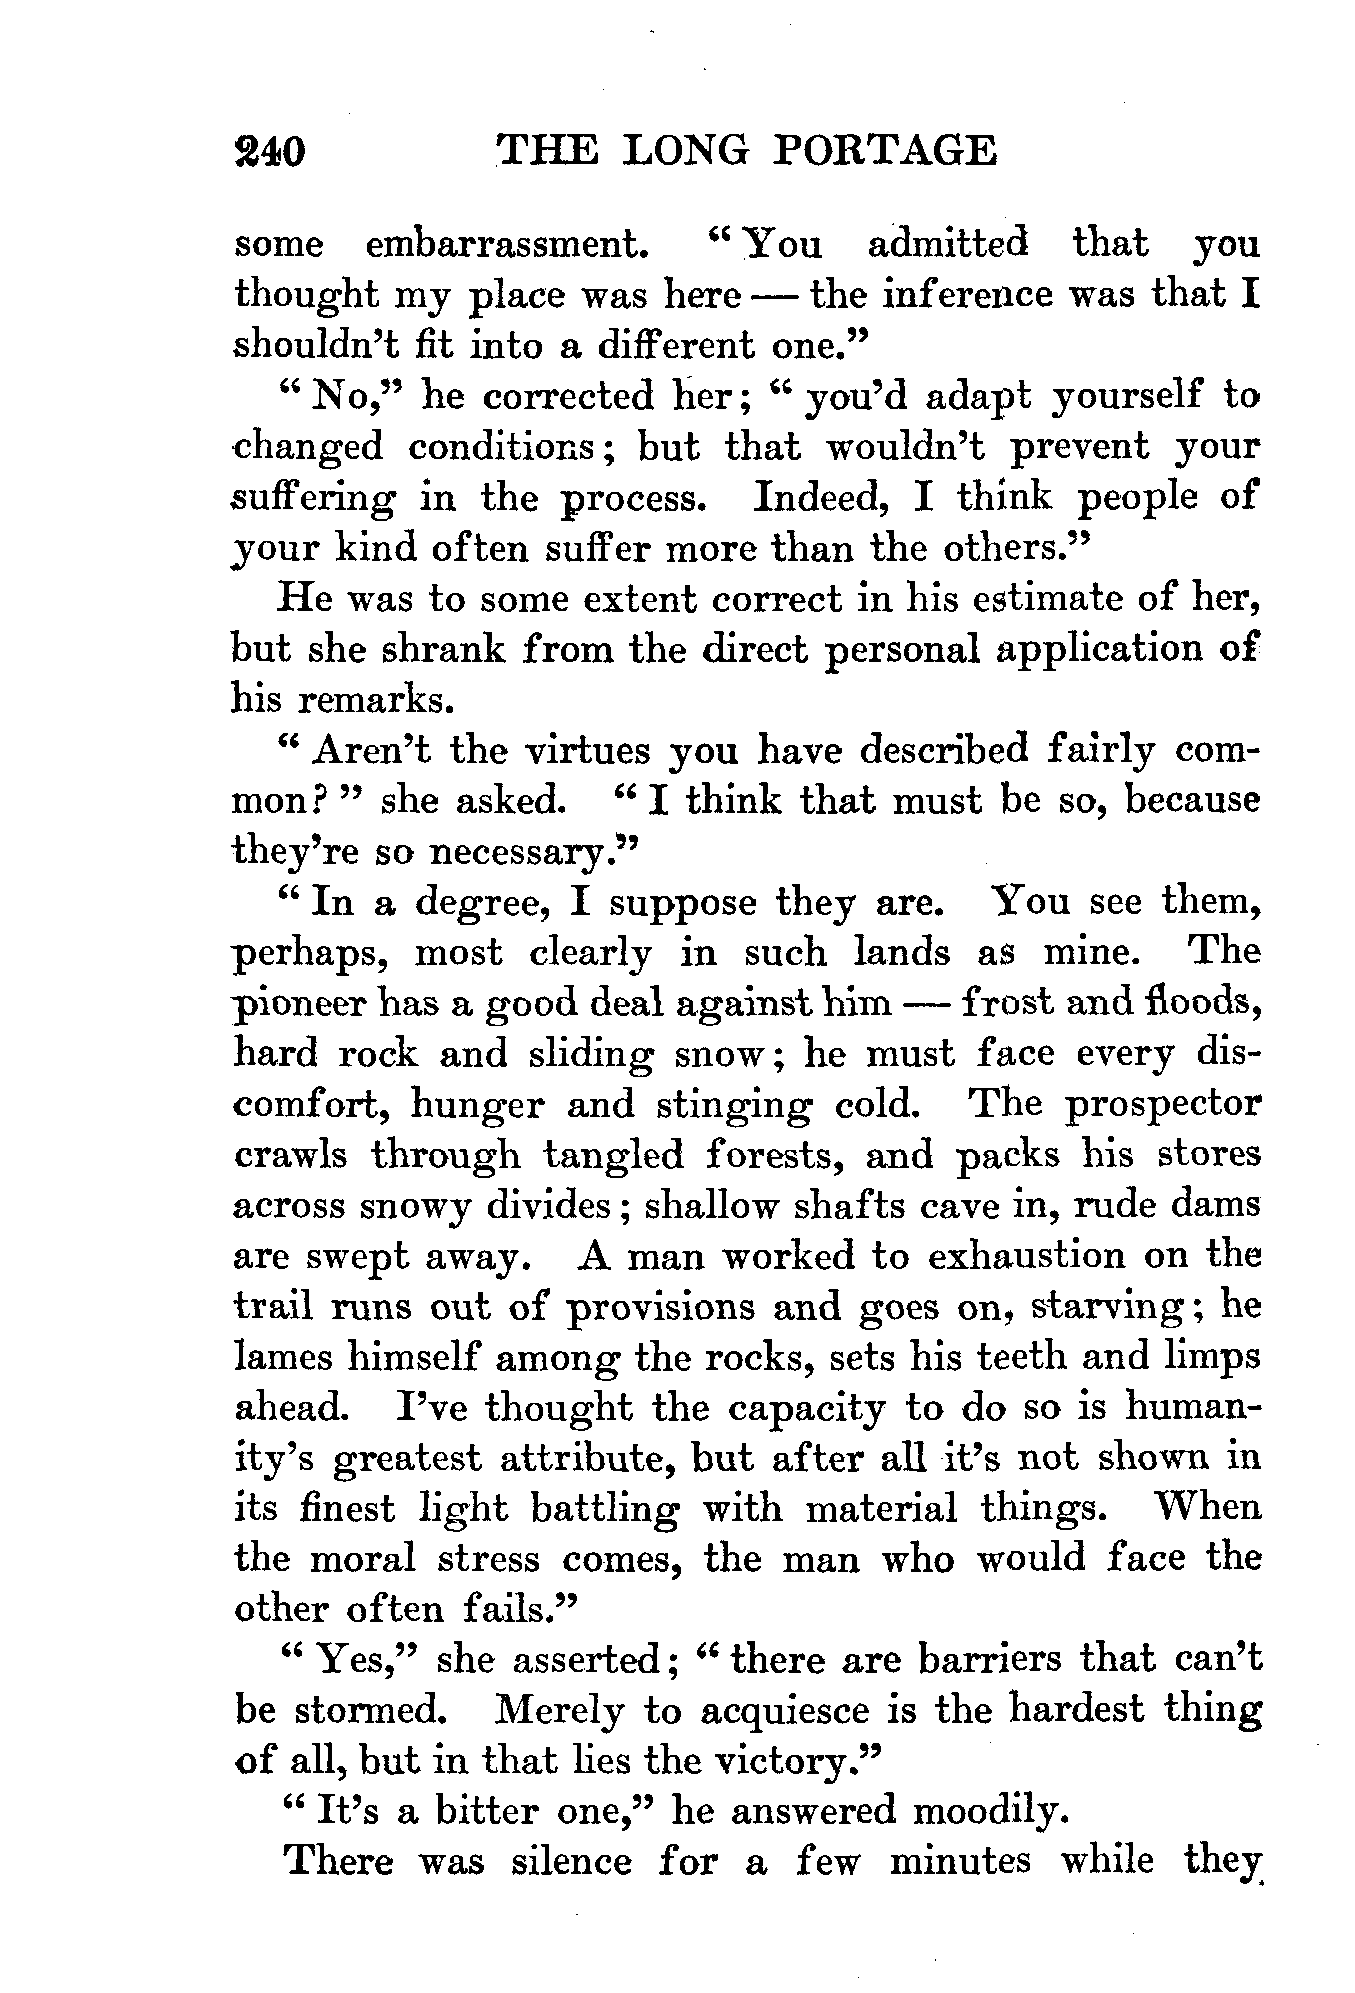 240 THE LONG PORTAGE
some embarrassment. “ You admitted that you
thought my place was here — the inference was that I
shouldn’t fit into a different one.”
“ No,” he corrected her; “ you’d adapt yourself to
changed conditions; but that wouldn’t prevent your
suffering in the process. Indeed, I think people of
your kind often suffer more than the others.”
He was to some extent correct in his estimate of her,
but she shrank from the direct personal application of
his remarks.
“ Aren’t the virtues you have described fairly com-
mon? ” she asked. “ I think that must be so, because
they’re so necessary.”
“ In a degree, I suppose they are. You see them,
perhaps, most clearly in such lands as mine. The
pioneer has a good deal against him — frost and floods,
hard rock and sliding snow; he must face every dis-
comfort, hunger and stinging cold. The prospector
crawls through tangled forests, and packs his stores
across snowy divides; shallow shafts cave in, rude dams
are swept away. A man worked to exhaustion on the
trail runs out of provisions and goes on, starving; he
lames himself among the rocks, sets his teeth and limps
ahead. I’ve thought the capacity to do so is human-
ity’s greatest attribute, but after all it’s not shown in
its finest light battling with material things. When
the moral stress comes, the man who would face the
other often fails.”
“ Yes,” she asserted; “ there are barriers that can’t
be stormed. Merely to acquiesce is the hardest thing
of all, but in that lies the victory.”
“ It’s a bitter one,” he answered moodily.
There was silence for a few minutes while they